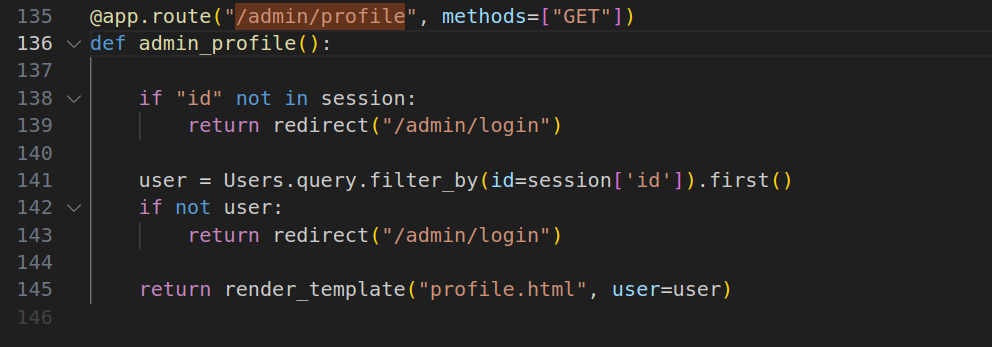 135 @app.route("/admin/profile", methods=["GET"])
136 def admin_profile():
137
138 if "id" not in session:
139 return redirect("/admin/login")
140
141 user = Users.query.filter_by(id=session['id']).first()
142 if not user:
143 return redirect("/admin/login")
144
145 return render_template("profile.html", user=user)
146